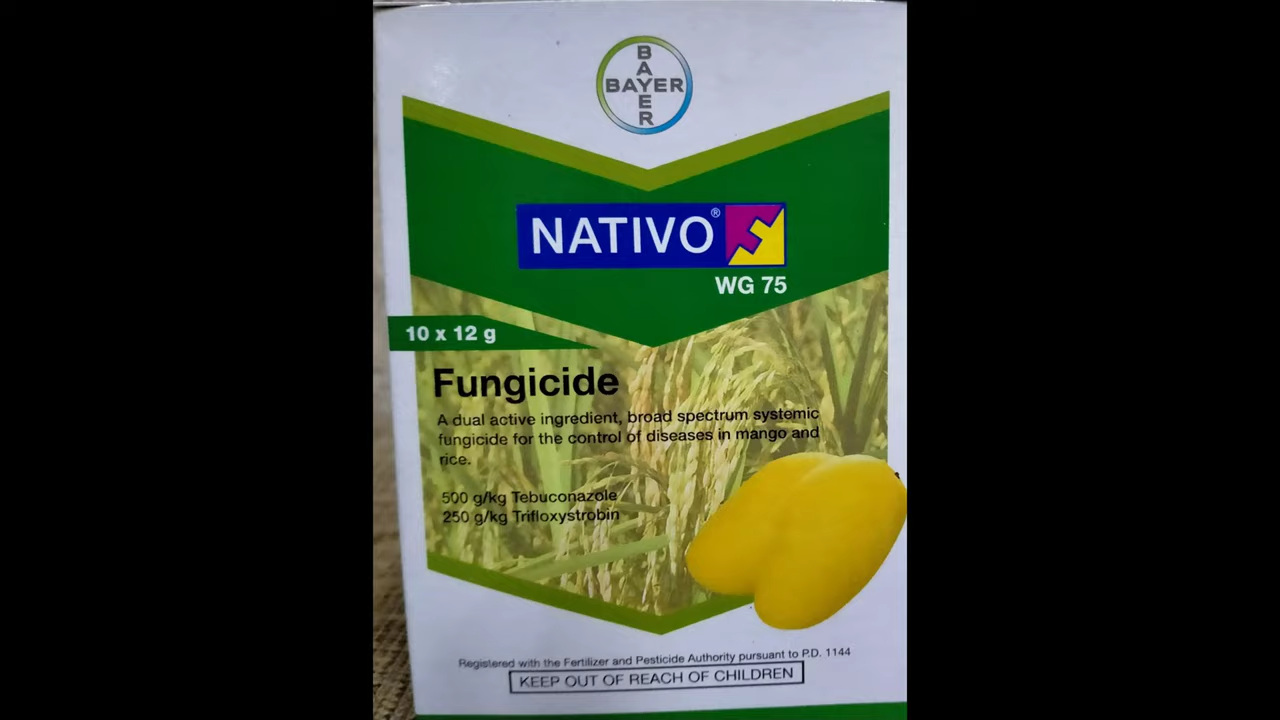 BAYER
BAYER
NATIVO®
WG 75
10 x 12 g
Fungicide
A dual active ingredient, broad spectrum systemic
fungicide for the control of diseases in mango and
rice.
500 g/kg Tebuconazole
250 g/kg Trifloxystrobin
Registered with the Fertilizer and Pesticide Authority pursuant to P.D. 1144
KEEP OUT OF REACH OF CHILDREN